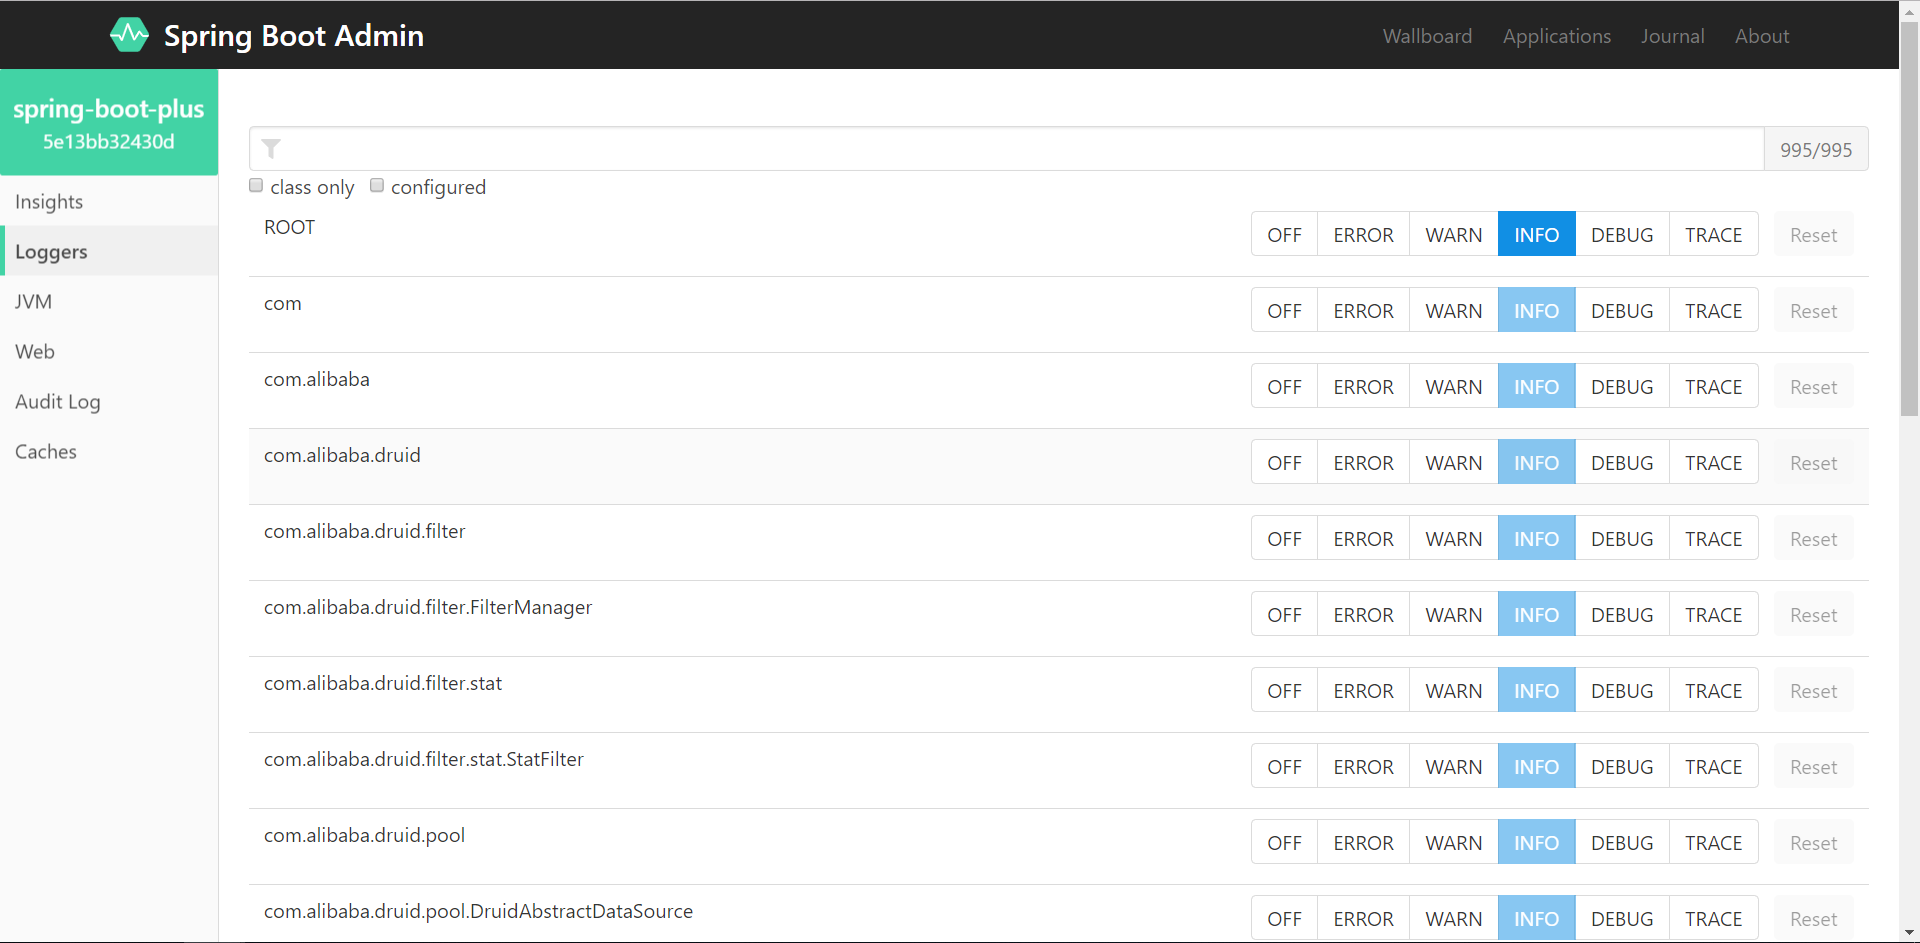 Spring Boot Admin
Wallboard Applications Journal About
spring-boot-plus
5e13bb32430d
Insights
Loggers
JVM
Web
Audit Log
Caches
995/995
class only configured
ROOT OFF ERROR WARN INFO DEBUG TRACE Reset
com OFF ERROR WARN INFO DEBUG TRACE Reset
com.alibaba OFF ERROR WARN INFO DEBUG TRACE Reset
com.alibaba.druid OFF ERROR WARN INFO DEBUG TRACE Reset
com.alibaba.druid.filter OFF ERROR WARN INFO DEBUG TRACE Reset
com.alibaba.druid.filter.FilterManager OFF ERROR WARN INFO DEBUG TRACE Reset
com.alibaba.druid.filter.stat OFF ERROR WARN INFO DEBUG TRACE Reset
com.alibaba.druid.filter.stat.StatFilter OFF ERROR WARN INFO DEBUG TRACE Reset
com.alibaba.druid.pool OFF ERROR WARN INFO DEBUG TRACE Reset
com.alibaba.druid.pool.DruidAbstractDataSource OFF ERROR WARN INFO DEBUG TRACE Reset